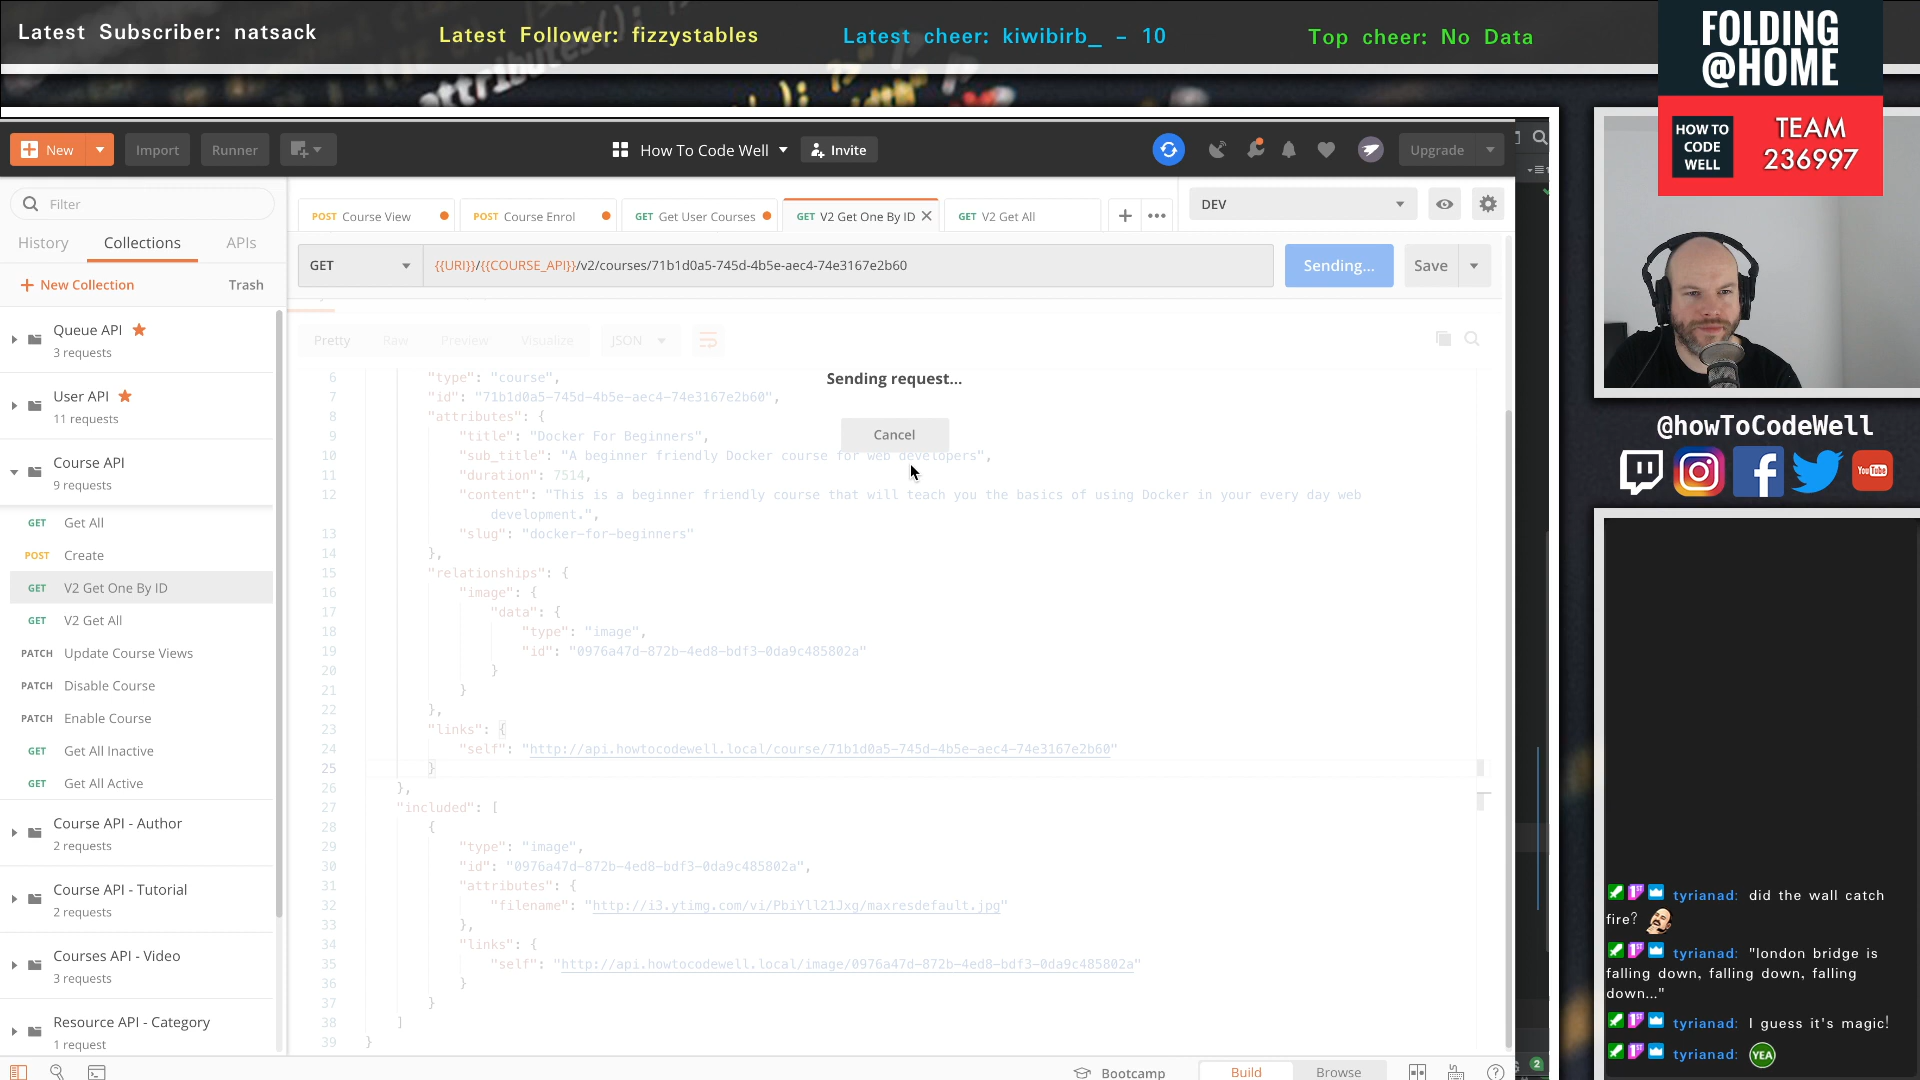 Latest Subscriber: natsack
Latest Follower: fizzystables
Latest cheer: kiwibirb_ - 10
Top cheer: No Data
FOLDING
@HOME
HOW TO
CODE
WELL
TEAM
236997
New
Import
Runner
How To Code Well
Invite
Upgrade
Filter
History
Collections
APIs
New Collection
Trash
Queue API
3 requests
User API
11 requests
Course API
9 requests
GET Get All
POST Create
GET V2 Get One By ID
GET V2 Get All
PATCH Update Course Views
PATCH Disable Course
PATCH Enable Course
GET Get All Inactive
GET Get All Active
Course API - Author
2 requests
Course API - Tutorial
2 requests
Courses API - Video
3 requests
Resource API - Category
1 request
POST Course View
POST Course Enrol
GET Get User Courses
GET V2 Get One By ID
GET V2 Get All
DEV
GET
{{URI}}/{{COURSE_API}}/v2/courses/71b1d0a5-745d-4b5e-aec4-74e3167e2b60
Sending...
Save
Pretty
Raw
Preview
Visualize
JSON
Sending request...
Cancel
6 "type": "course",
7 "id": "71b1d0a5-745d-4b5e-aec4-74e3167e2b60",
8 "attributes": {
9 "title": "Docker For Beginners",
10 "sub_title": "A beginner friendly Docker course for web developers",
11 "duration": 7514,
12 "content": "This is a beginner friendly course that will teach you the basics of using Docker in your every day web
development.",
13 "slug": "docker-for-beginners"
14 },
15 "relationships": {
16 "image": {
17 "data": {
18 "type": "image",
19 "id": "0976a47d-872b-4ed8-bdf3-0da9c485802a"
20 }
21 }
22 },
23 "links": {
24 "self": "http://api.howtocodewell.local/course/71b1d0a5-745d-4b5e-aec4-74e3167e2b60"
25 }
26 },
27 "included": [
28 {
29 "type": "image",
30 "id": "0976a47d-872b-4ed8-bdf3-0da9c485802a",
31 "attributes": {
32 "filename": "http://i3.ytimg.com/vi/PbiYll21Jxg/maxresdefault.jpg"
33 },
34 "links": {
35 "self": "http://api.howtocodewell.local/image/0976a47d-872b-4ed8-bdf3-0da9c485802a"
36 }
37 }
38 ]
39 }
Bootcamp
Build
Browse
2
@howToCodeWell
You Tube
tyrianad: did the wall catch
fire?
tyrianad: "london bridge is
falling down, falling down, falling
down..."
tyrianad: I guess it's magic!
tyrianad: YEA